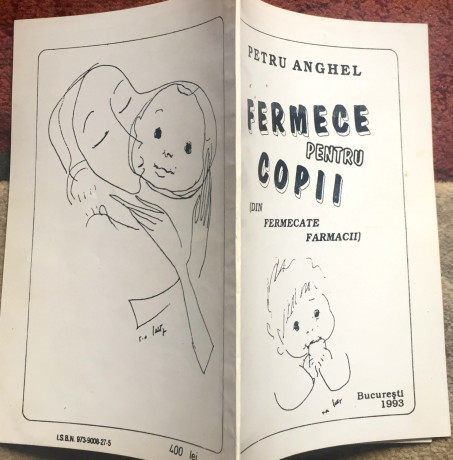 PETRU ANGHEL
FERMECE
PENTRU
COPII
(DIN
FERMECATE
FARMACII)
București
1993
I.S.B.N. 973-9008-27-5
400 lei